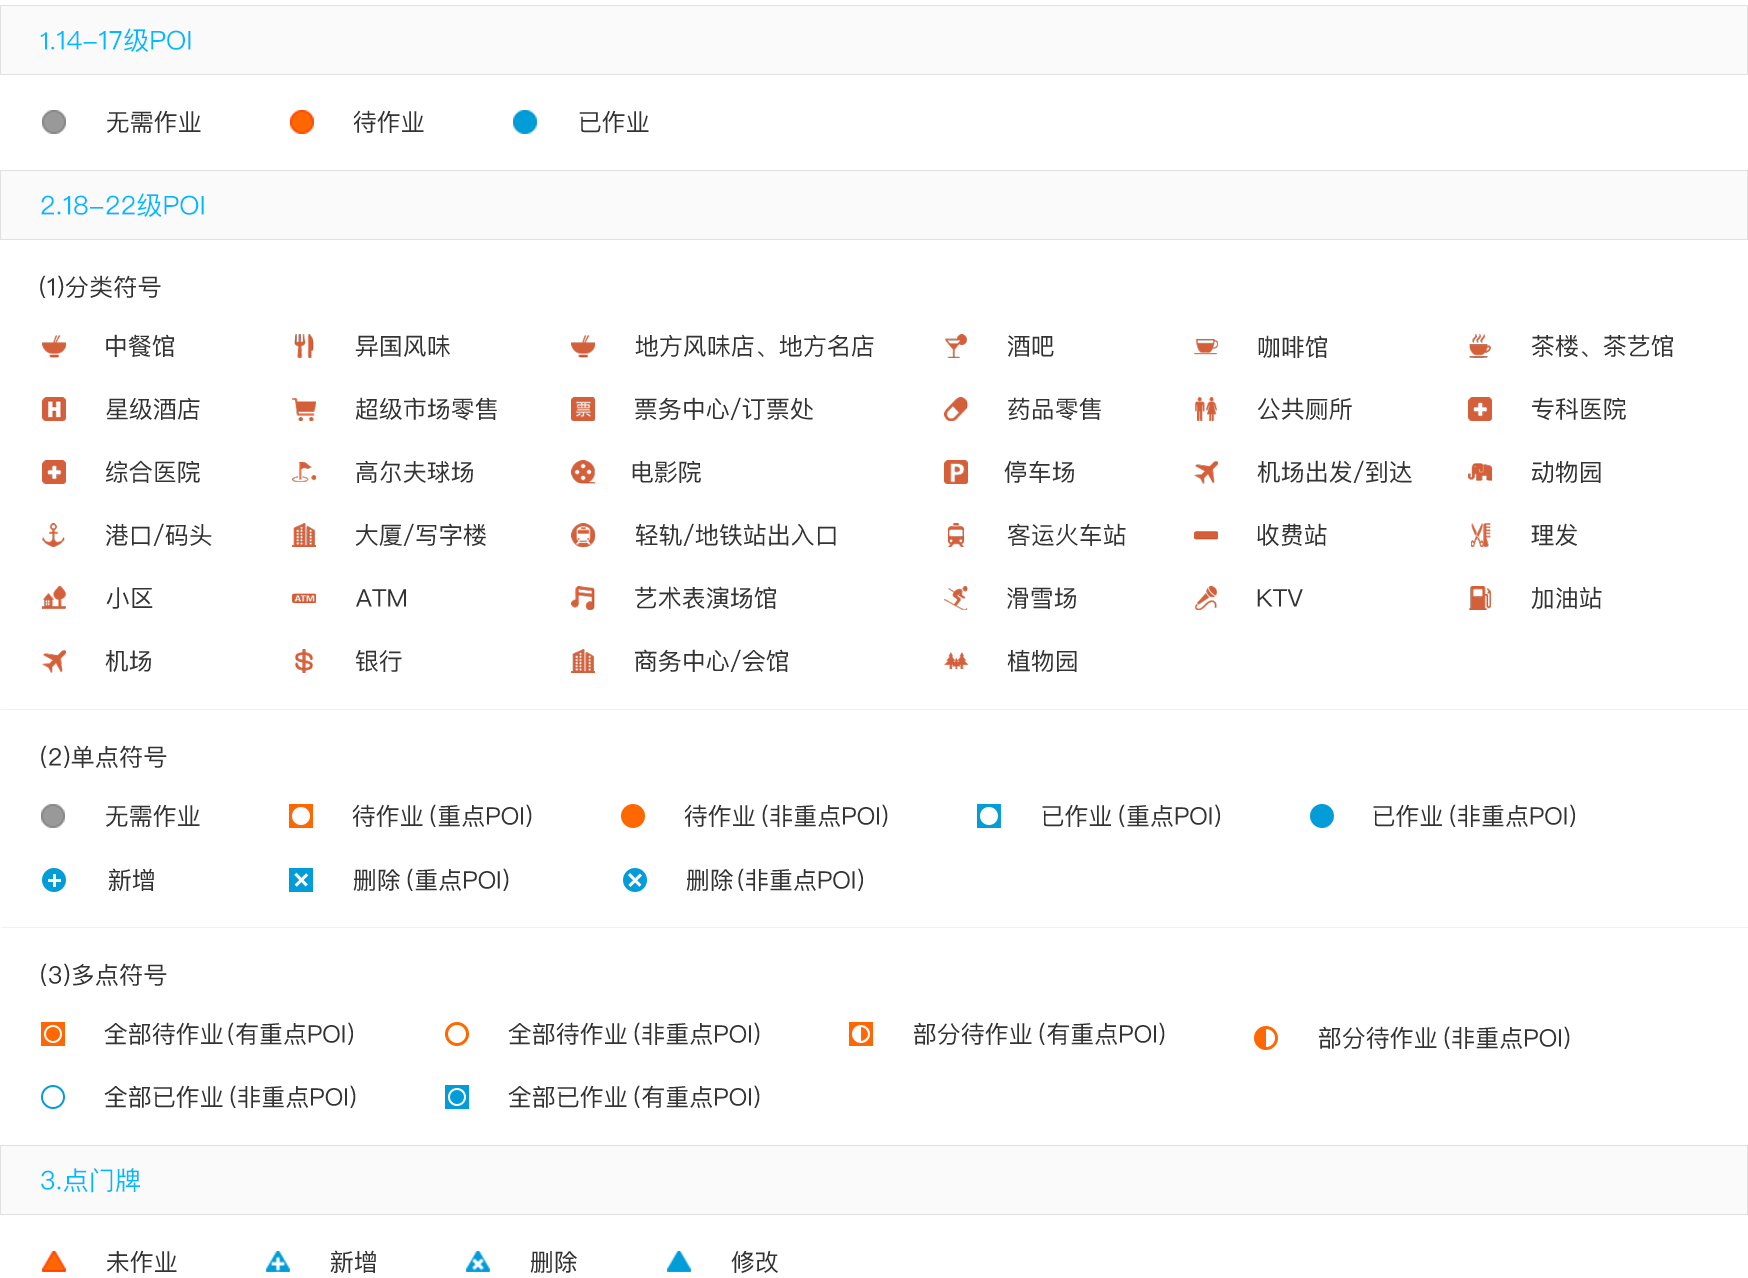 1.14-17级POI
无需作业 待作业 已作业
2.18-22级POI
(1)分类符号
中餐馆 异国风味 地方风味店、地方名店 酒吧 咖啡馆 茶楼、茶艺馆
H 星级酒店 超级市场零售 票 票务中心/订票处 药品零售 公共厕所 专科医院
综合医院 高尔夫球场 电影院 P 停车场 机场出发/到达 动物园
港口/码头 大厦/写字楼 轻轨/地铁站出入口 客运火车站 收费站 理发
小区 ATM ATM 艺术表演场馆 滑雪场 KTV 加油站
机场 $ 银行 商务中心/会馆 植物园
(2)单点符号
无需作业 待作业(重点POI) 待作业(非重点POI) 已作业(重点POI) 已作业(非重点POI)
新增 删除(重点POI) 删除(非重点POI)
(3)多点符号
全部待作业(有重点POI) 全部待作业(非重点POI) 部分待作业(有重点POI) 部分待作业(非重点POI)
全部已作业(非重点POI) 全部已作业(有重点POI)
3.点门牌
未作业 新增 删除 修改